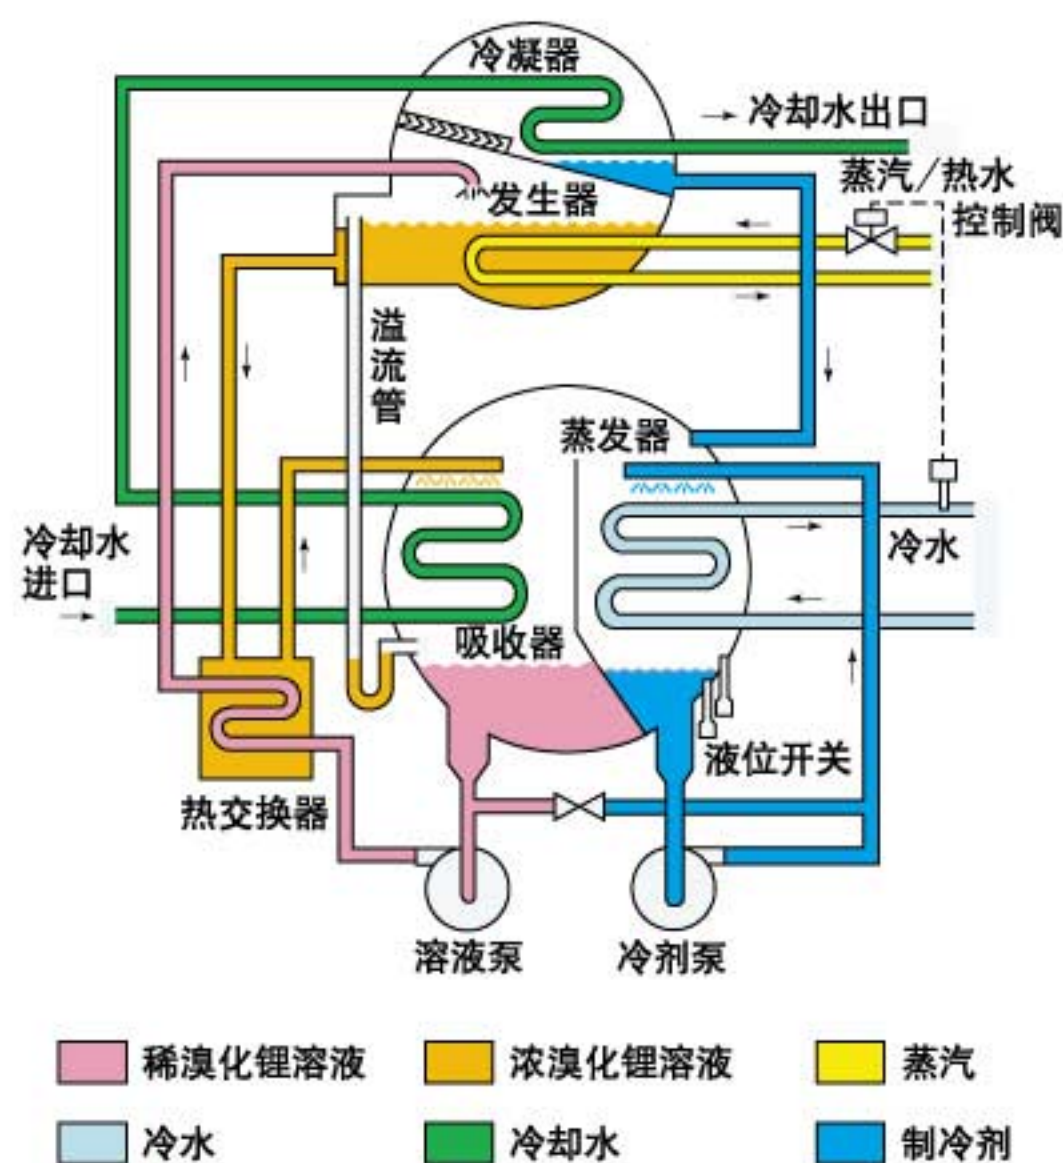 冷凝器
冷却水出口
蒸汽/热水
控制阀
发生器
溢
流
管
蒸发器
冷却水
进口
冷水
吸收器
液位开关
热交换器
溶液泵
冷剂泵
稀溴化锂溶液
浓溴化锂溶液
蒸汽
冷水
冷却水
制冷剂